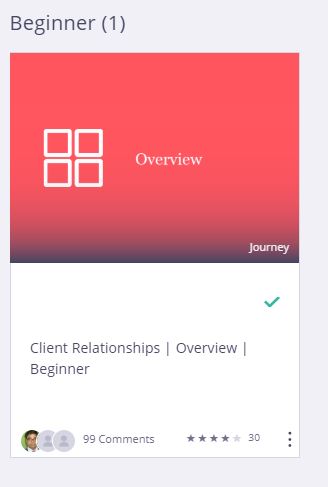 Beginner (1)
Overview
Journey
Client Relationships | Overview |
Beginner
99 Comments
30